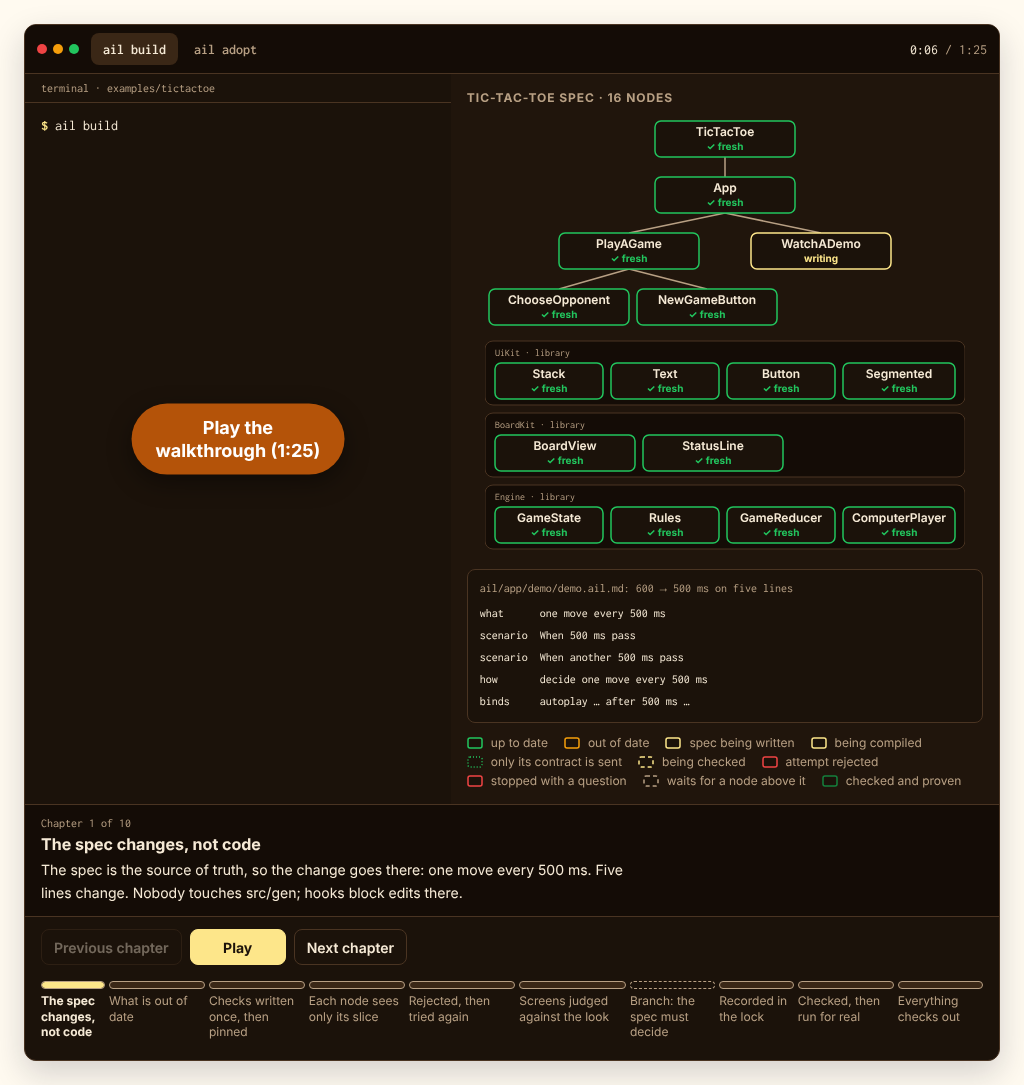 ail build
ail adopt
0:06 / 1:25
terminal · examples/tictactoe
$ ail build
Play the
walkthrough (1:25)
TIC-TAC-TOE SPEC · 16 NODES
TicTacToe
✓ fresh
App
✓ fresh
PlayAGame
✓ fresh
WatchADemo
writing
ChooseOpponent
✓ fresh
NewGameButton
✓ fresh
UiKit · library
Stack
✓ fresh
Text
✓ fresh
Button
✓ fresh
Segmented
✓ fresh
BoardKit · library
BoardView
✓ fresh
StatusLine
✓ fresh
Engine · library
GameState
✓ fresh
Rules
✓ fresh
GameReducer
✓ fresh
ComputerPlayer
✓ fresh
ail/app/demo/demo.ail.md: 600 → 500 ms on five lines
what one move every 500 ms
scenario When 500 ms pass
scenario When another 500 ms pass
how decide one move every 500 ms
binds autoplay … after 500 ms …
up to date out of date spec being written being compiled
only its contract is sent being checked attempt rejected
stopped with a question waits for a node above it checked and proven
Chapter 1 of 10
The spec changes, not code
The spec is the source of truth, so the change goes there: one move every 500 ms. Five
lines change. Nobody touches src/gen; hooks block edits there.
Previous chapter
Play
Next chapter
The spec
changes,
not code
What is out of
date
Checks written
once, then
pinned
Each node sees
only its slice
Rejected, then
tried again
Screens judged
against the look
Branch: the
spec must
decide
Recorded in
the lock
Checked, then
run for real
Everything
checks out